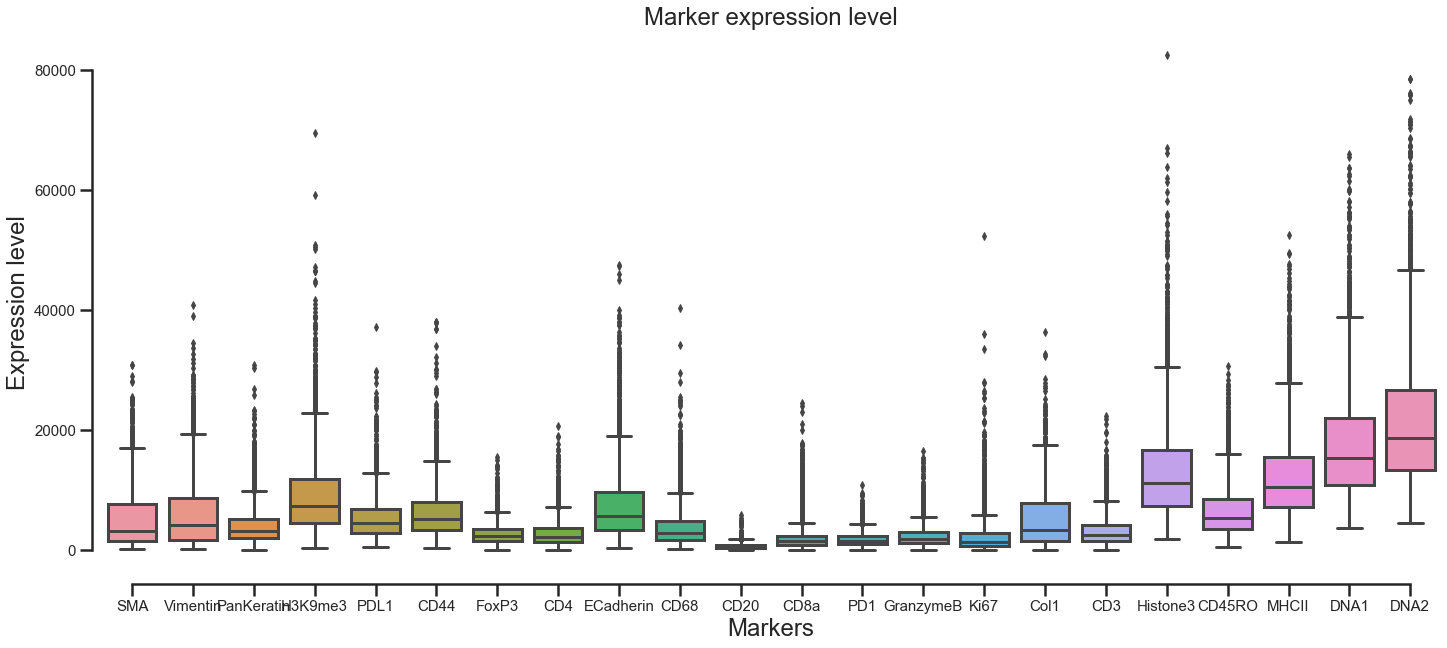 Marker expression level
Expression level
80000
60000
40000
20000
0
SMA Vimentin PanKeratin H3K9me3 PDL1 CD44 FoxP3 CD4 ECadherin CD68 CD20 CD8a PD1 GranzymeB Ki67 Col1 CD3 Histone3 CD45RO MHCII DNA1 DNA2
Markers